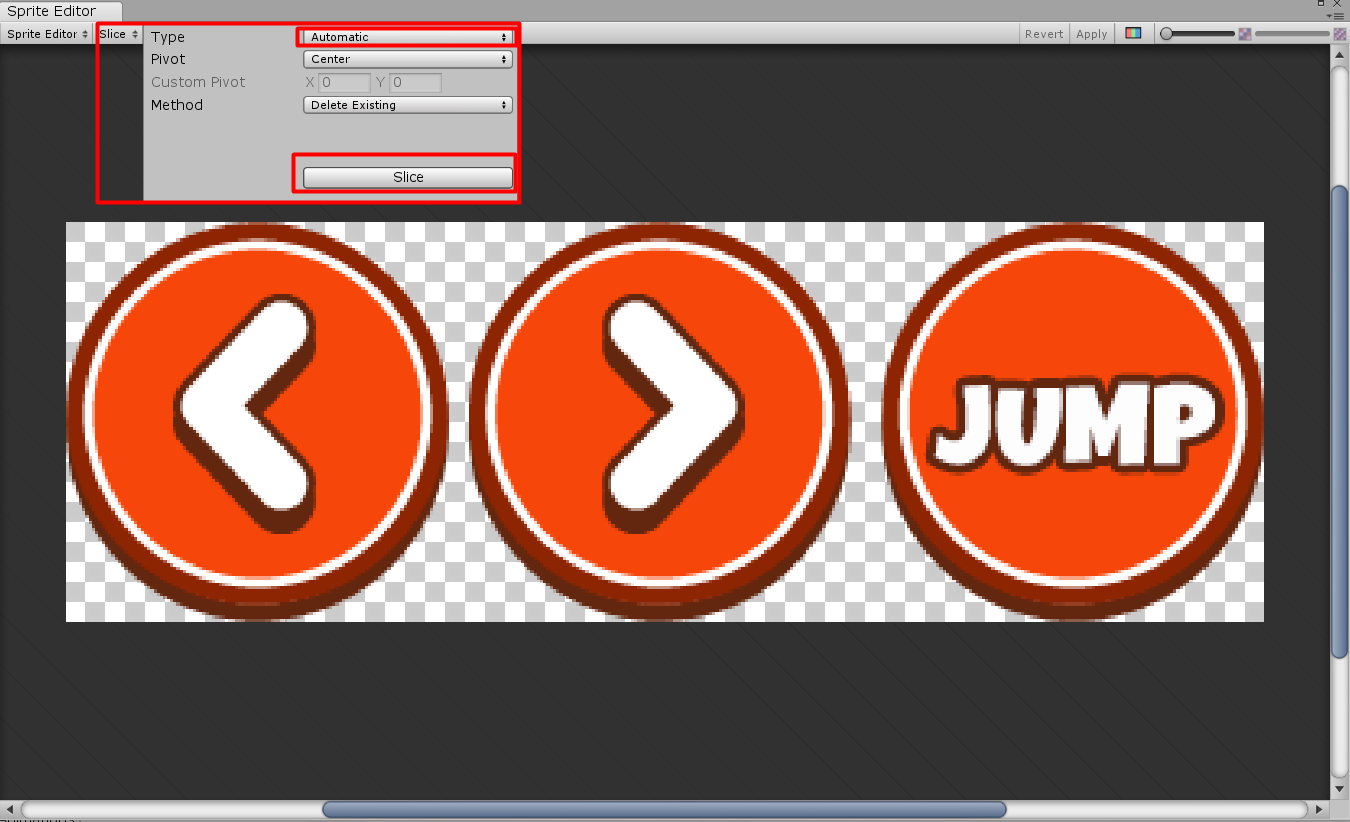 Sprite Editor
Sprite Editor Slice Revert Apply
Type Automatic
Pivot Center
Custom Pivot X 0 Y 0
Method Delete Existing
Slice
JUMP